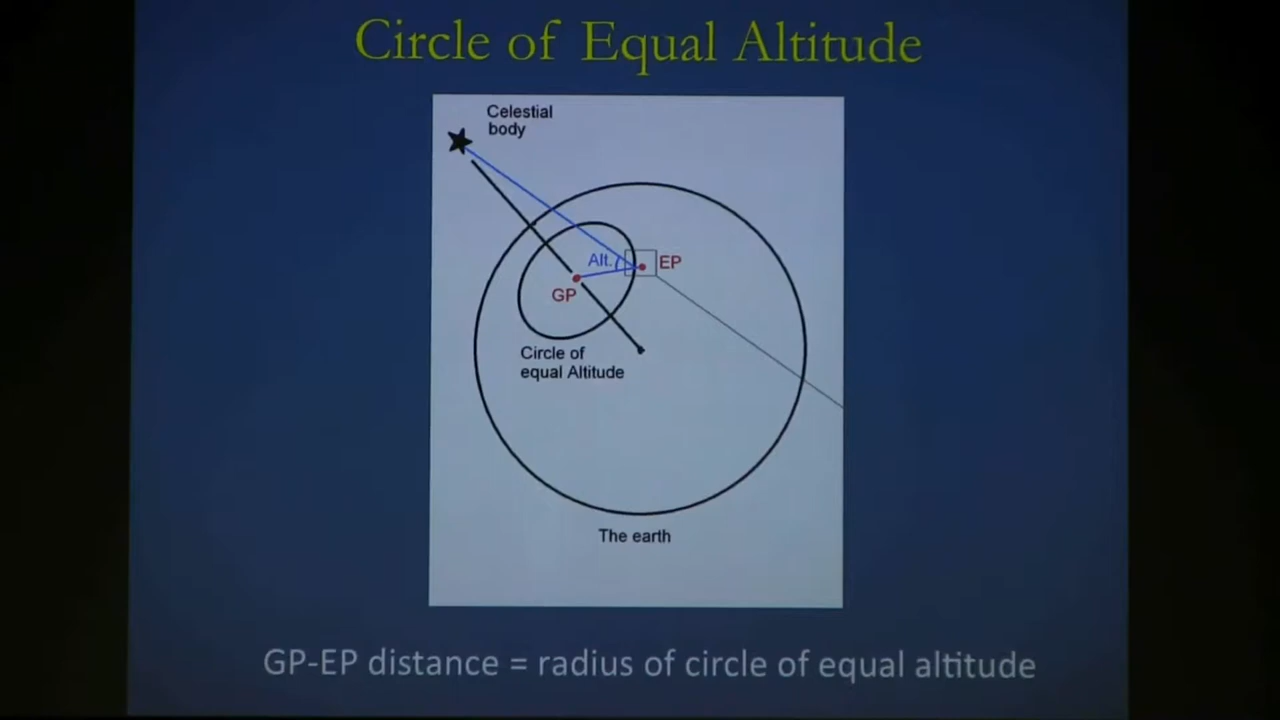 Circle of Equal Altitude
Celestial
body
Alt.
EP
GP
Circle of
equal Altitude
The earth
GP-EP distance = radius of circle of equal altitude